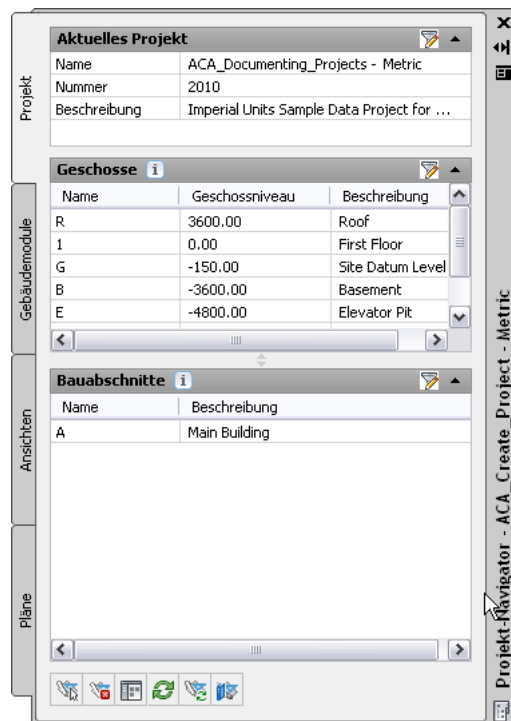 Aktuelles Projekt
Name ACA_Documenting_Projects - Metric
Nummer 2010
Beschreibung Imperial Units Sample Data Project for ...
Geschosse i
Name Geschossniveau Beschreibung
R 3600.00 Roof
1 0.00 First Floor
G -150.00 Site Datum Level
B -3600.00 Basement
E -4800.00 Elevator Pit
Bauabschnitte i
Name Beschreibung
A Main Building
Projekt
Gebäudemodule
Ansichten
Pläne
Projekt-Navigator - ACA_Create_Project - Metric